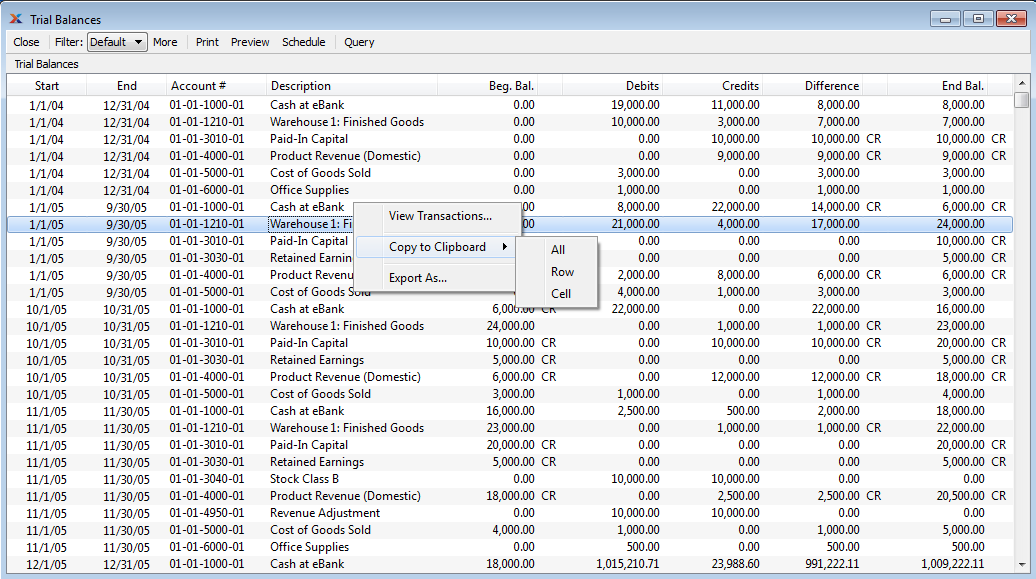 Trial Balances
Close Filter: Default More Print Preview Schedule Query
Trial Balances
Start End Account # Description Beg. Bal. Debits Credits Difference End Bal.
1/1/04 12/31/04 01-01-1000-01 Cash at eBank 0.00 19,000.00 11,000.00 8,000.00 8,000.00
1/1/04 12/31/04 01-01-1210-01 Warehouse 1: Finished Goods 0.00 10,000.00 3,000.00 7,000.00 7,000.00
1/1/04 12/31/04 01-01-3010-01 Paid-In Capital 0.00 0.00 10,000.00 10,000.00 CR 10,000.00 CR
1/1/04 12/31/04 01-01-4000-01 Product Revenue (Domestic) 0.00 0.00 9,000.00 9,000.00 CR 9,000.00 CR
1/1/04 12/31/04 01-01-5000-01 Cost of Goods Sold 0.00 3,000.00 0.00 3,000.00 3,000.00
1/1/04 12/31/04 01-01-6000-01 Office Supplies 0.00 1,000.00 0.00 1,000.00 1,000.00
1/1/05 9/30/05 01-01-1000-01 Cash at eBank 8,000.00 22,000.00 14,000.00 CR 6,000.00 CR
View Transactions...
1/1/05 9/30/05 01-01-1210-01 Warehouse 1: 21,000.00 4,000.00 17,000.00 24,000.00
1/1/05 9/30/05 01-01-3010-01 Paid-In Capital 0.00 10,000.00 CR
Copy to Clipboard All
1/1/05 9/30/05 01-01-3030-01 Retained 0.00 5,000.00 CR
Row
1/1/05 9/30/05 01-01-4000-01 Product 2,000.00 8,000.00 6,000.00 CR 6,000.00 CR
Export As...
1/1/05 9/30/05 01-01-5000-01 Cost of Goods Sold 4,000.00 1,000.00 3,000.00 3,000.00
Cell
10/1/05 10/31/05 01-01-1000-01 Cash at eBank 6,000.00 CR 22,000.00 0.00 22,000.00 16,000.00
10/1/05 10/31/05 01-01-1210-01 Warehouse 1: Finished Goods 24,000.00 0.00 1,000.00 1,000.00 CR 23,000.00
10/1/05 10/31/05 01-01-3010-01 Paid-In Capital 10,000.00 CR 0.00 10,000.00 10,000.00 CR 20,000.00 CR
10/1/05 10/31/05 01-01-3030-01 Retained Earnings 5,000.00 CR 0.00 0.00 0.00 5,000.00 CR
10/1/05 10/31/05 01-01-4000-01 Product Revenue (Domestic) 6,000.00 CR 0.00 12,000.00 12,000.00 CR 18,000.00 CR
10/1/05 10/31/05 01-01-5000-01 Cost of Goods Sold 3,000.00 1,000.00 0.00 1,000.00 4,000.00
11/1/05 11/30/05 01-01-1000-01 Cash at eBank 16,000.00 2,500.00 500.00 2,000.00 18,000.00
11/1/05 11/30/05 01-01-1210-01 Warehouse 1: Finished Goods 23,000.00 0.00 1,000.00 1,000.00 CR 22,000.00
11/1/05 11/30/05 01-01-3010-01 Paid-In Capital 20,000.00 CR 0.00 0.00 0.00 20,000.00 CR
11/1/05 11/30/05 01-01-3030-01 Retained Earnings 5,000.00 CR 0.00 0.00 0.00 5,000.00 CR
11/1/05 11/30/05 01-01-3040-01 Stock Class B 0.00 10,000.00 10,000.00 0.00 0.00
11/1/05 11/30/05 01-01-4000-01 Product Revenue (Domestic) 18,000.00 CR 0.00 2,500.00 2,500.00 CR 20,500.00 CR
11/1/05 11/30/05 01-01-4950-01 Revenue Adjustment 0.00 10,000.00 10,000.00 0.00 0.00
11/1/05 11/30/05 01-01-5000-01 Cost of Goods Sold 4,000.00 1,000.00 0.00 1,000.00 5,000.00
11/1/05 11/30/05 01-01-6000-01 Office Supplies 0.00 500.00 0.00 500.00 500.00
12/1/05 12/31/05 01-01-1000-01 Cash at eBank 18,000.00 1,015,210.71 23,988.60 991,222.11 1,009,222.11